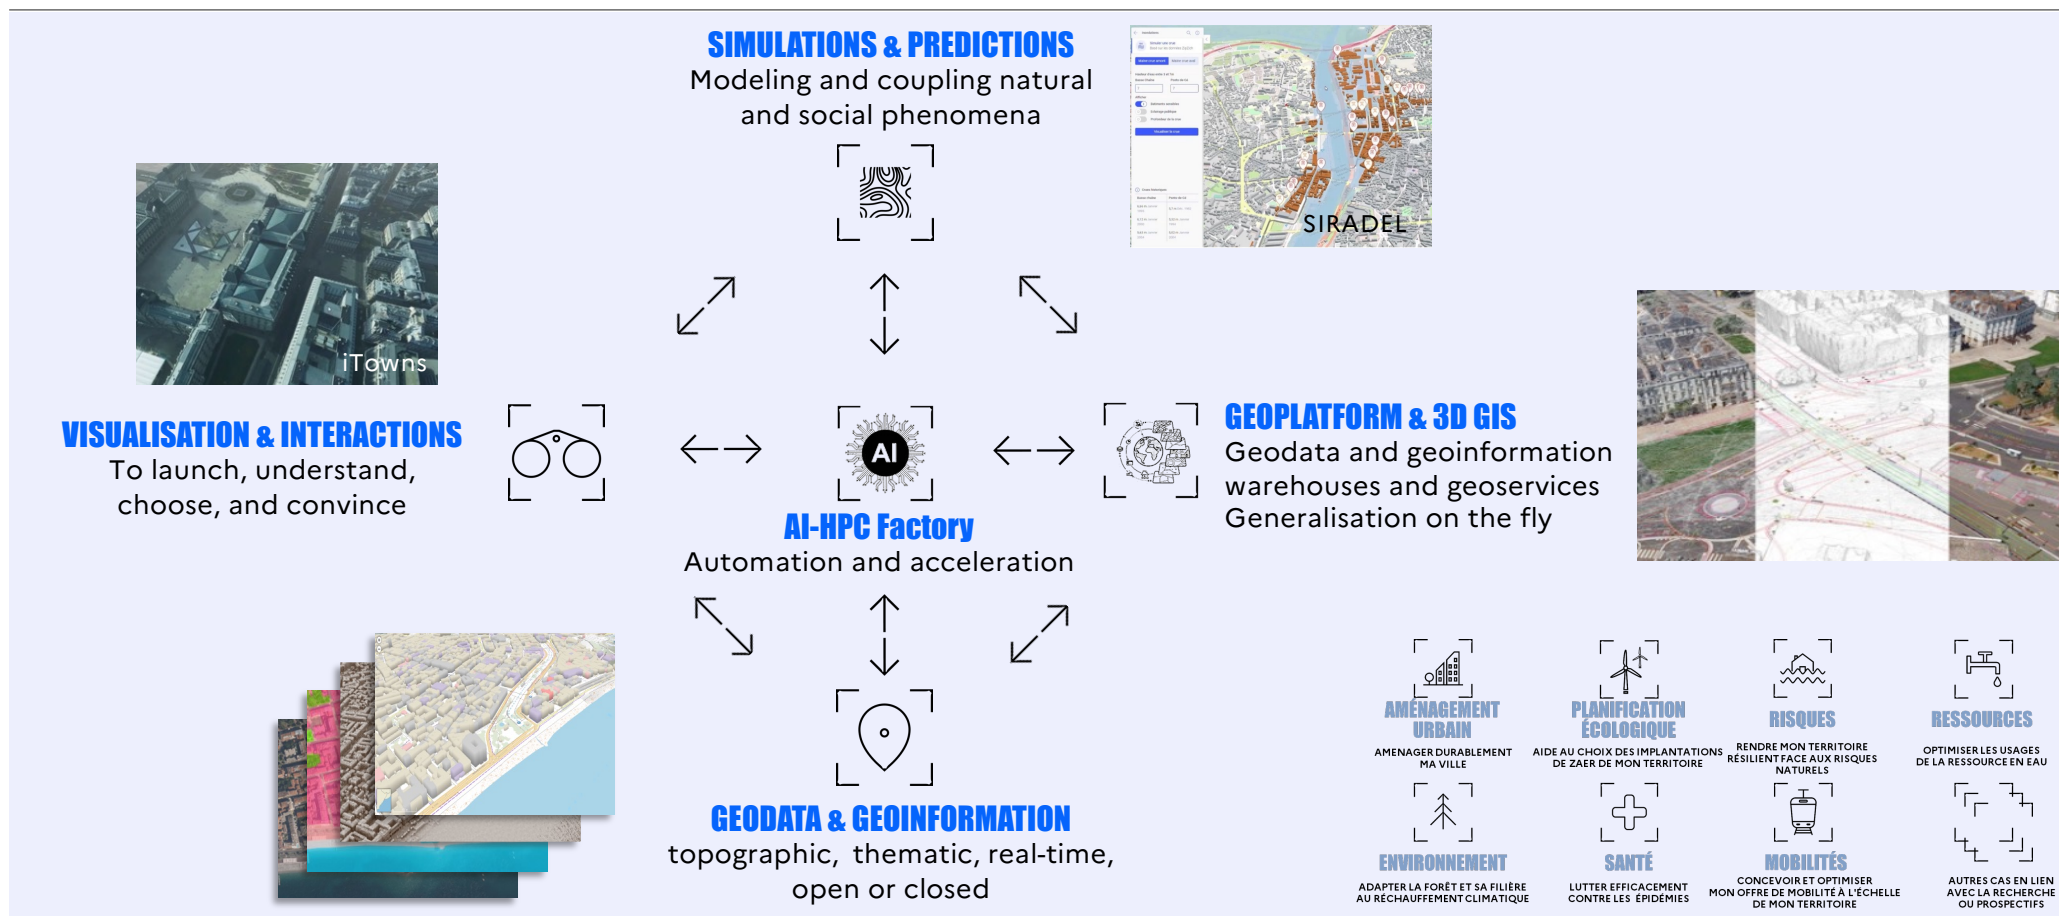 SIMULATIONS & PREDICTIONS
Modeling and coupling natural
and social phenomena
SIRADEL
iTowns
VISUALISATION & INTERACTIONS
To launch, understand,
choose, and convince
AI
AI-HPC Factory
Automation and acceleration
GEOPLATFORM & 3D GIS
Geodata and geoinformation
warehouses and geoservices
Generalisation on the fly
GEODATA & GEOINFORMATION
topographic, thematic, real-time,
open or closed
AMÉNAGEMENT
URBAIN
AMENAGER DURABLEMENT
MA VILLE
PLANIFICATION
ÉCOLOGIQUE
AIDE AU CHOIX DES IMPLANTATIONS
DE ZAER DE MON TERRITOIRE
RISQUES
RENDRE MON TERRITOIRE
RÉSILIENT FACE AUX RISQUES
NATURELS
RESSOURCES
OPTIMISER LES USAGES
DE LA RESSOURCE EN EAU
ENVIRONNEMENT
ADAPTER LA FORÊT ET SA FILIÈRE
AU RÉCHAUFFEMENT CLIMATIQUE
SANTÉ
LUTTER EFFICACEMENT
CONTRE LES ÉPIDÉMIES
MOBILITÉS
CONCEVOIR ET OPTIMISER
MON OFFRE DE MOBILITÉ À L'ÉCHELLE
DE MON TERRITOIRE
AUTRES CAS EN LIEN
AVEC LA RECHERCHE
OU PROSPECTIFS